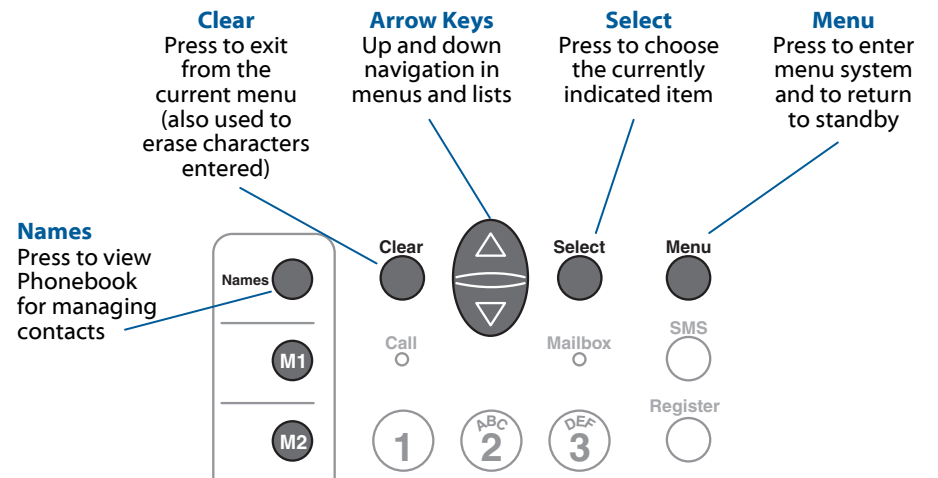 Clear
Press to exit
from the
current menu
(also used to
erase characters
entered)
Arrow Keys
Up and down
navigation in
menus and lists
Select
Press to choose
the currently
indicated item
Menu
Press to enter
menu system
and to return
to standby
Names
Press to view
Phonebook
for managing
contacts
Names
Clear
Select
Menu
M1
Call
Mailbox
SMS
Register
M2
1
ABC
2
DEF
3